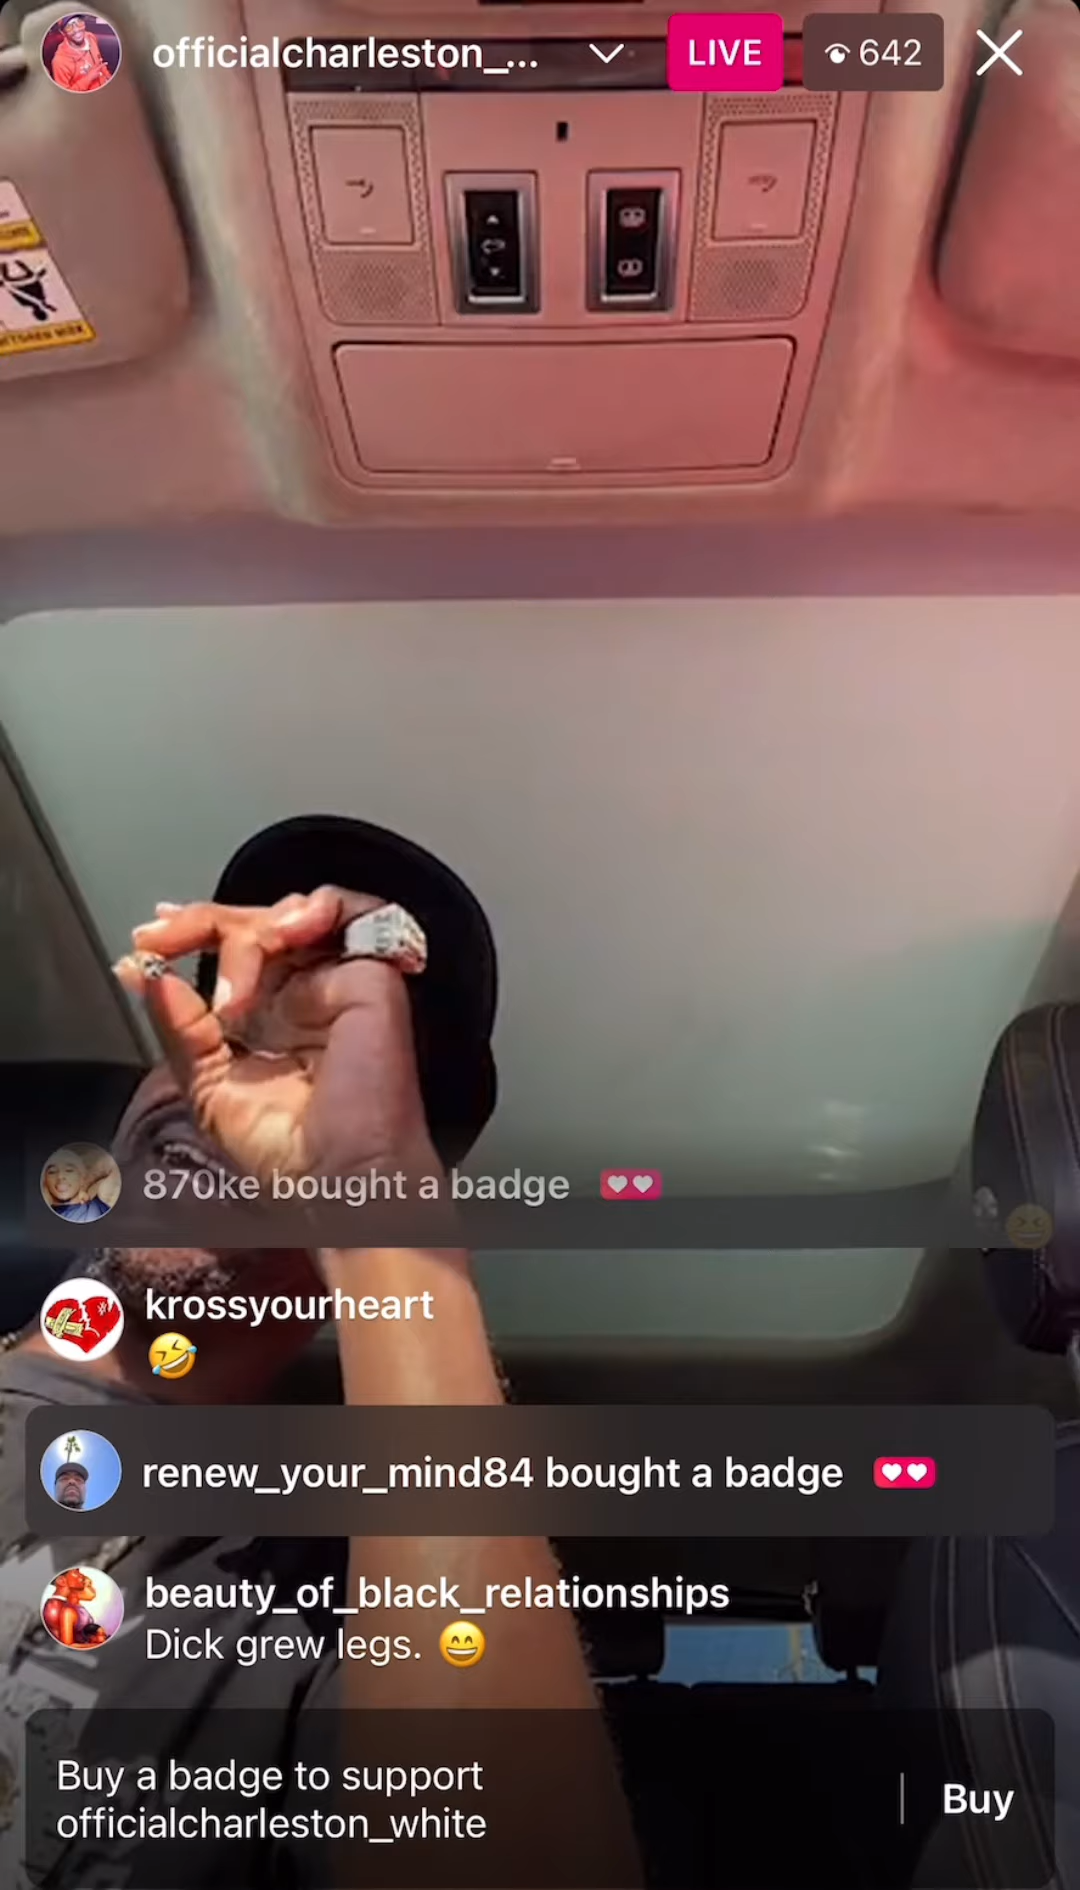 officialcharleston_...
LIVE
642
870ke bought a badge
krossyourheart
renew_your_mind84 bought a badge
beauty_of_black_relationships
Dick grew legs.
Buy a badge to support
officialcharleston_white
Buy